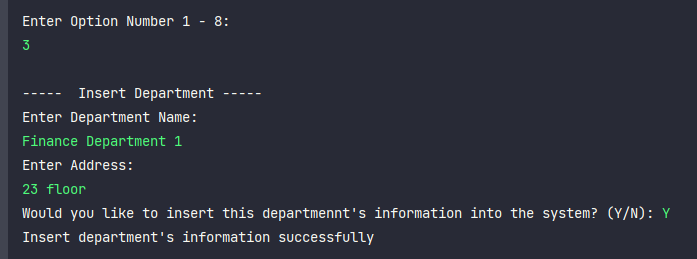 Enter Option Number 1 - 8:
3
-----  Insert Department -----
Enter Department Name:
Finance Department 1
Enter Address:
23 floor
Would you like to insert this departmennt's information into the system? (Y/N): Y
Insert department's information successfully